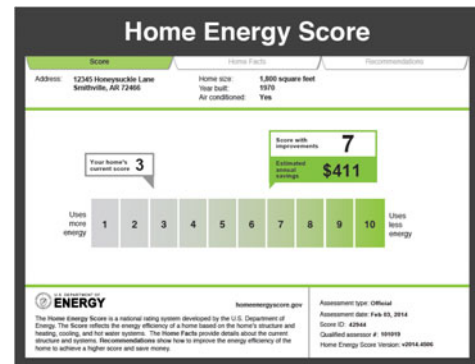 Home Energy Score
Score
Home Facts
Recommendations
Address: 12345 Honeysuckle Lane
Smithville, AR 72466
Home size: 1,800 square feet
Year built: 1970
Air conditioned: Yes
Your home's
current score 3
Score with
improvements 7
Estimated
annual
savings $411
Uses
more
energy
1 2 3 4 5 6 7 8 9 10
Uses
less
energy
U.S. DEPARTMENT OF
ENERGY
homeenergyscore.gov
The Home Energy Score is a national rating system developed by the U.S. Department of
Energy. The Score reflects the energy efficiency of a home based on the home's structure and
heating, cooling, and hot water systems. The Home Facts provide details about the current
structure and systems. Recommendations show how to improve the energy efficiency of the
home to achieve a higher score and save money.
Assessment type: Official
Assessment date: Feb 03, 2014
Score ID: 42944
Qualified assessor #: 101019
Home Energy Score Version: v2014.4506